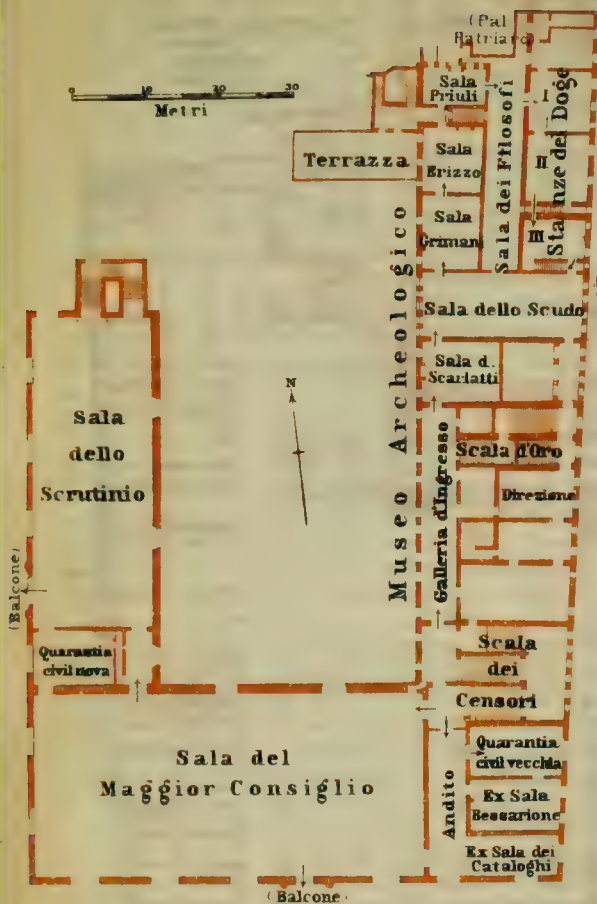 (Pal
Patriarc)
0 10 20 30
Metri
Sala
Priuli
Sala dei Filosofi
I
II
III
Stanze del Doge
Terrazza
Sala
Erizzo
Sala
Grimani
Museo Archeologico
Sala dello Scudo
Sala d.
Scarlatti
N
Sala
dello
Scrutinio
Scala d'Oro
Galleria d'Ingresso
Direzione
(Balcone)
Quarantia
civil nova
Scala
dei
Censori
Sala del
Maggior Consiglio
Andito
Quarantia
civil vecchia
Ex Sala
Bessarione
Ex Sala dei
Cataloghi
(Balcone)